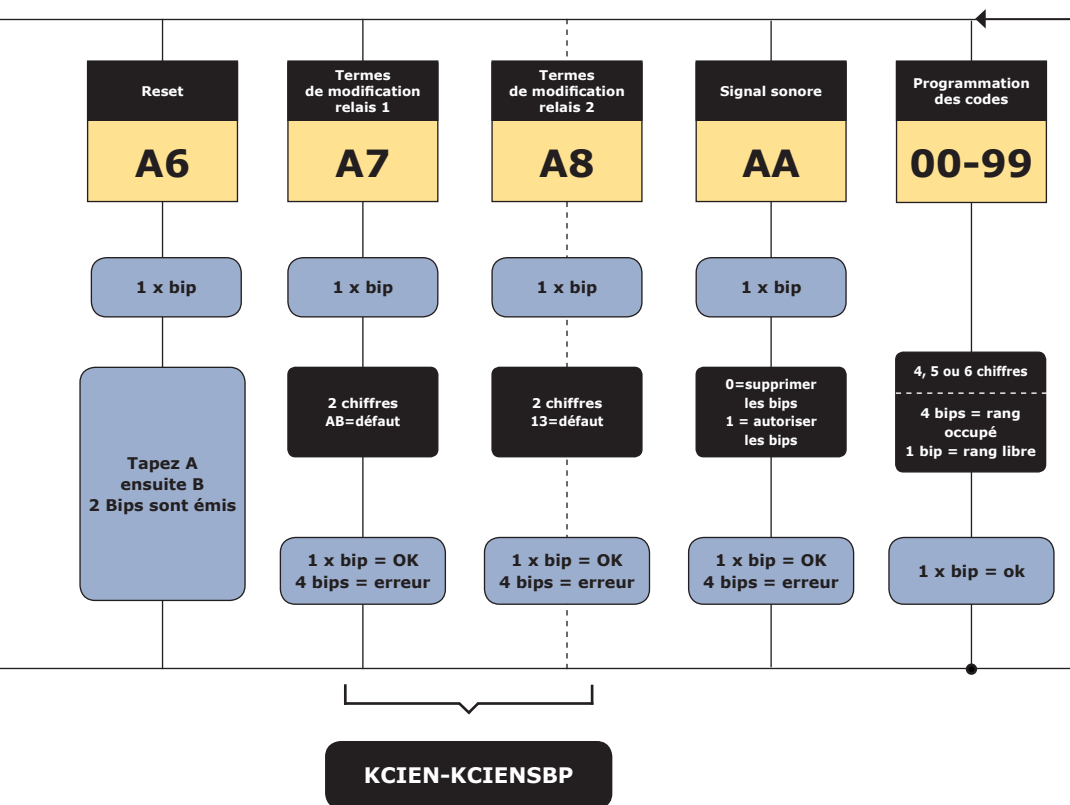 Reset
A6
1 x bip
Tapez A
ensuite B
2 Bips sont émis
Termes
de modification
relais 1
A7
1 x bip
2 chiffres
AB=défaut
1 x bip = OK
4 bips = erreur
Termes
de modification
relais 2
A8
1 x bip
2 chiffres
13=défaut
1 x bip = OK
4 bips = erreur
Signal sonore
AA
1 x bip
0=supprimer
les bips
1 = autoriser
les bips
1 x bip = OK
4 bips = erreur
Programmation
des codes
00-99
4, 5 ou 6 chiffres
4 bips = rang
occupé
1 bip = rang libre
1 x bip = ok
KCIEN-KCIENSBP